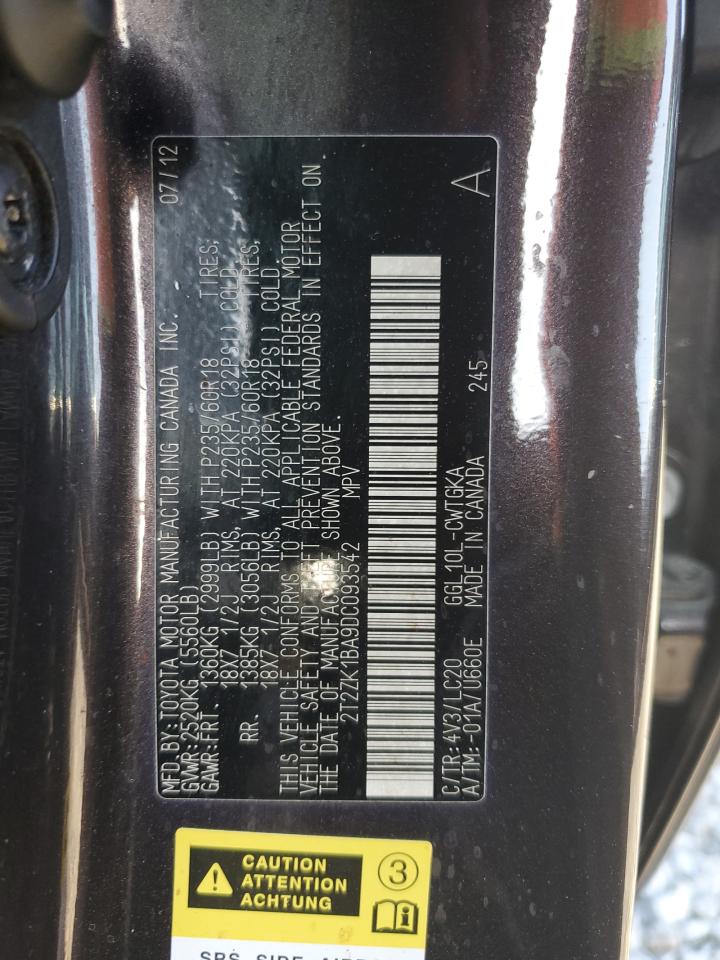 MFD. BY: TOYOTA MOTOR MANUFACTURING CANADA INC. 07/12
GVWR: 2520KG (5560LB)
GAWR: FRT. 1360KG (2999LB) WITH P235/60R18 TIRES,
18X7 1/2J RIMS, AT 220KPA (32PSI) COLD.
RR. 1385KG (3056LB) WITH P235/60R18 TIRES,
18X7 1/2J RIMS, AT 220KPA (32PSI) COLD.
THIS VEHICLE CONFORMS TO ALL APPLICABLE FEDERAL MOTOR
VEHICLE SAFETY AND THEFT PREVENTION STANDARDS IN EFFECT ON
THE DATE OF MANUFACTURE SHOWN ABOVE.
2T2ZK1BA9DC093542 MPV
A
C/TR: 4V3/LC20 GGL10L-CWTGKA
A/TM: -01A/U660E MADE IN CANADA 245
CAUTION
ATTENTION
ACHTUNG
3
SRS SIDE